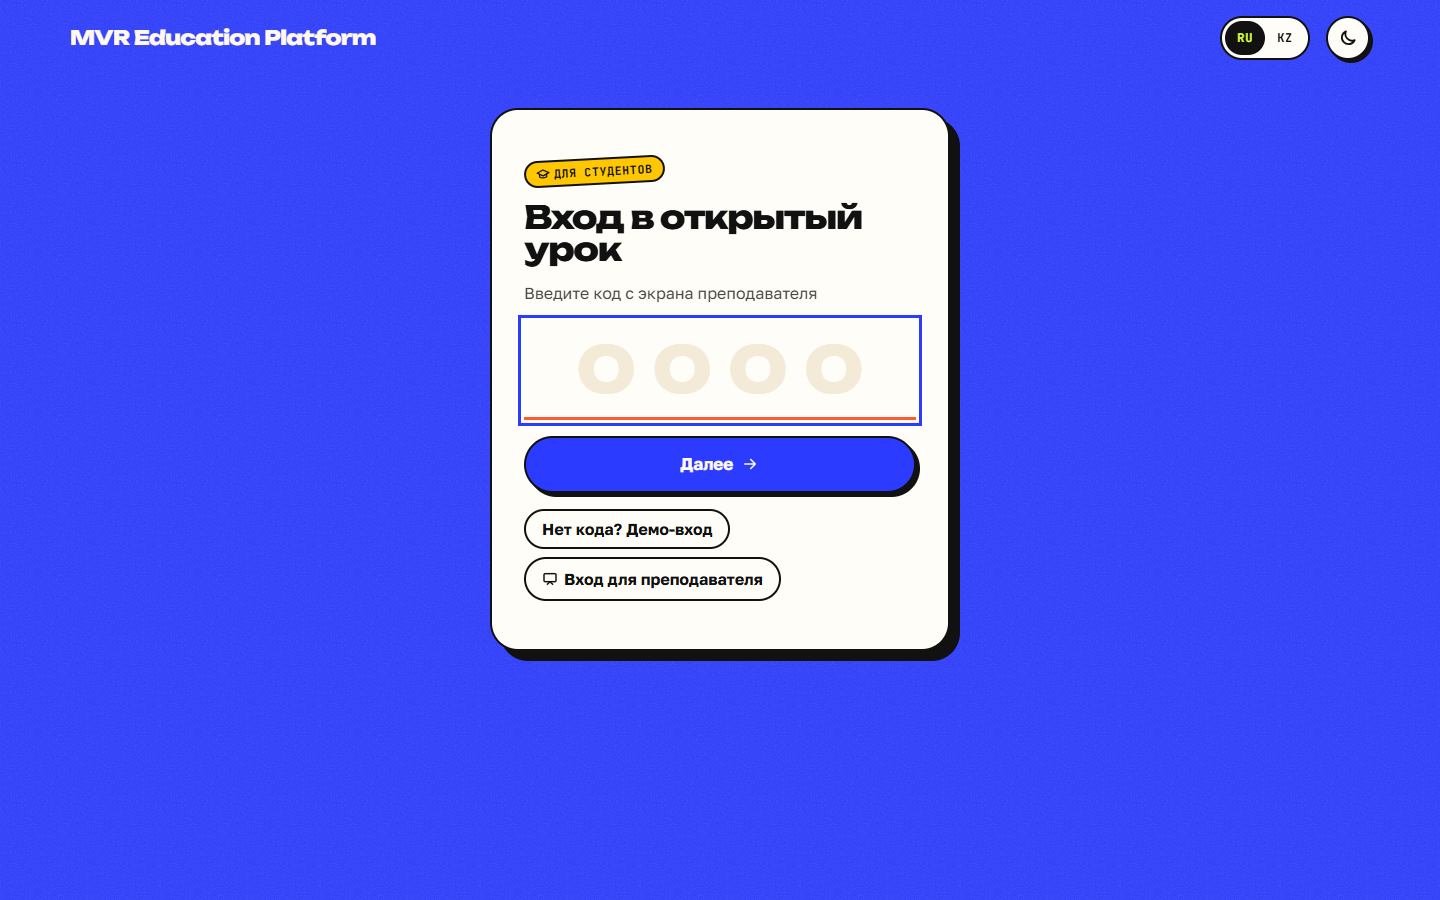 MVR Education Platform
RU KZ
ДЛЯ СТУДЕНТОВ
Вход в открытый
урок
Введите код с экрана преподавателя
0000
Далее →
Нет кода? Демо-вход
Вход для преподавателя